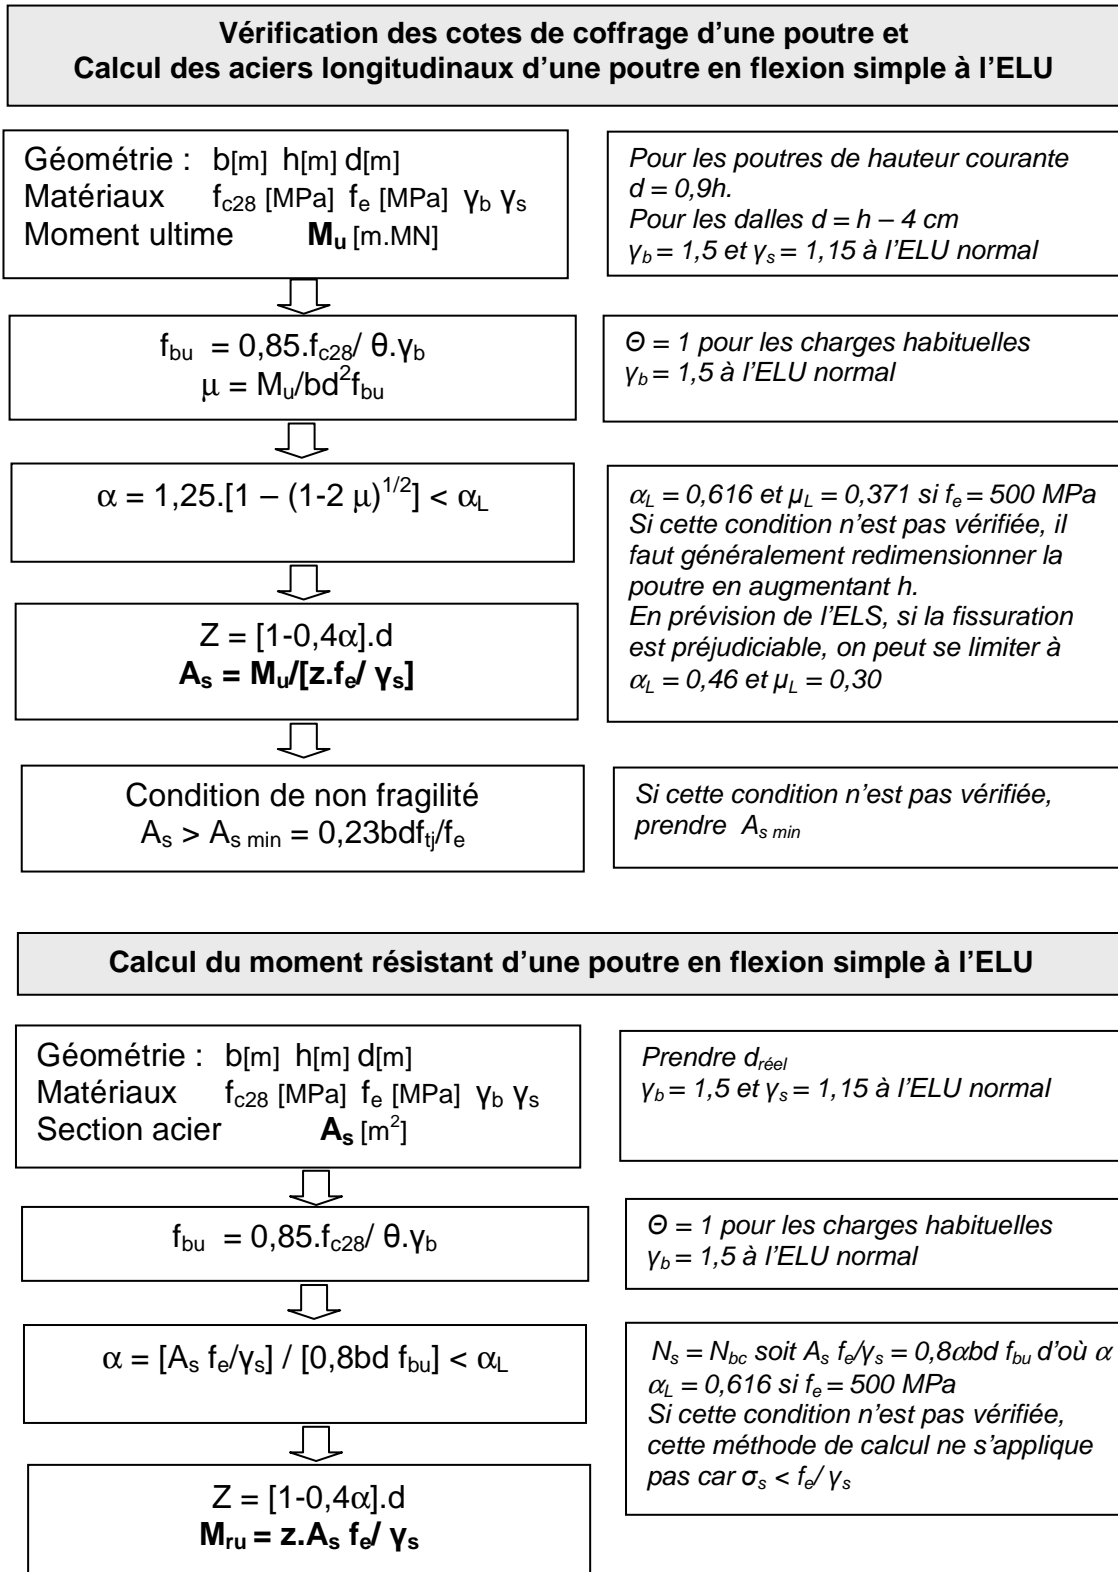 Vérification des cotes de coffrage d'une poutre et
Calcul des aciers longitudinaux d'une poutre en flexion simple à l'ELU
Géométrie : b[m] h[m] d[m]
Matériaux f_c28 [MPa] f_e [MPa] γ_b γ_s
Moment ultime M_u [m.MN]
Pour les poutres de hauteur courante
d = 0,9h.
Pour les dalles d = h – 4 cm
γ_b = 1,5 et γ_s = 1,15 à l'ELU normal
f_bu = 0,85.f_c28/ θ.γ_b
μ = M_u/bd²f_bu
Θ = 1 pour les charges habituelles
γ_b = 1,5 à l'ELU normal
α = 1,25.[1 – (1-2 μ)^1/2] < α_L
α_L = 0,616 et μ_L = 0,371 si f_e = 500 MPa
Si cette condition n'est pas vérifiée, il
faut généralement redimensionner la
poutre en augmentant h.
En prévision de l'ELS, si la fissuration
est préjudiciable, on peut se limiter à
α_L = 0,46 et μ_L = 0,30
Z = [1-0,4α].d
A_s = M_u/[z.f_e/ γ_s]
Condition de non fragilité
A_s > A_s min = 0,23bdf_tj/f_e
Si cette condition n'est pas vérifiée,
prendre A_s min
Calcul du moment résistant d'une poutre en flexion simple à l'ELU
Géométrie : b[m] h[m] d[m]
Matériaux f_c28 [MPa] f_e [MPa] γ_b γ_s
Section acier A_s [m²]
Prendre d_réel
γ_b = 1,5 et γ_s = 1,15 à l'ELU normal
f_bu = 0,85.f_c28/ θ.γ_b
Θ = 1 pour les charges habituelles
γ_b = 1,5 à l'ELU normal
α = [A_s f_e/γ_s] / [0,8bd f_bu] < α_L
N_s = N_bc soit A_s f_e/γ_s = 0,8αbd f_bu d'où α
α_L = 0,616 si f_e = 500 MPa
Si cette condition n'est pas vérifiée,
cette méthode de calcul ne s'applique
pas car σ_s < f_e/ γ_s
Z = [1-0,4α].d
M_ru = z.A_s f_e/ γ_s